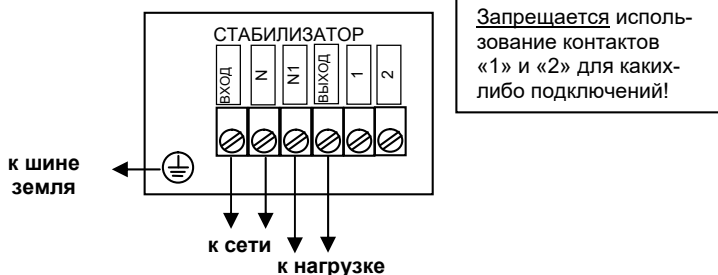 СТАБИЛИЗАТОР
ВХОД
N
N1
ВЫХОД
1
2
к шине
земля
к сети
к нагрузке
Запрещается исполь-
зование контактов
«1» и «2» для каких-
либо подключений!